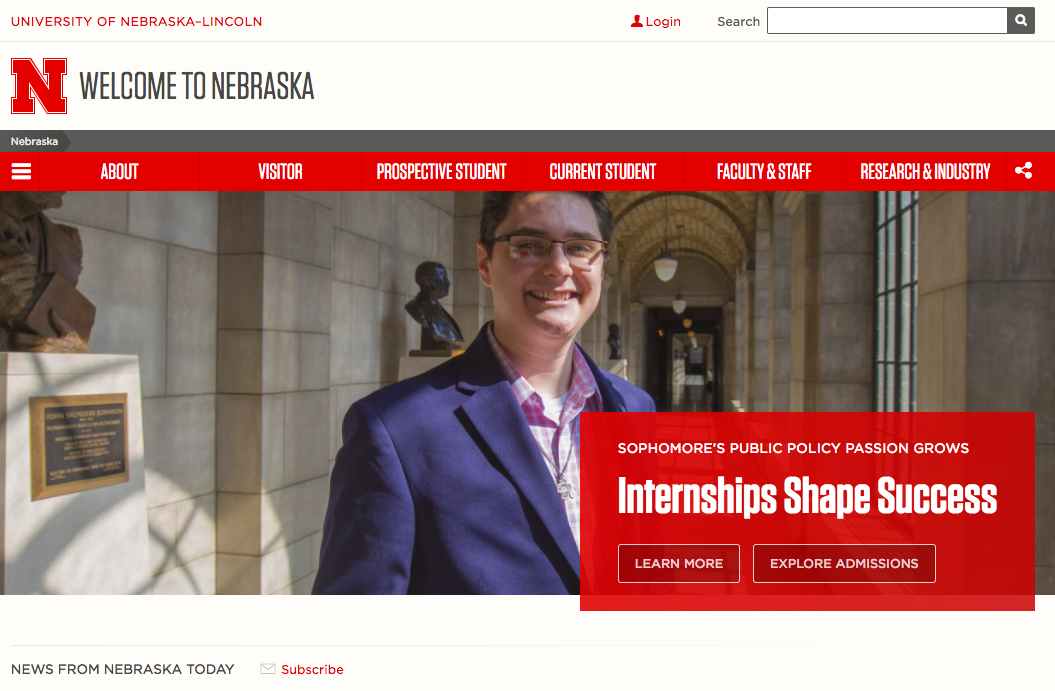 UNIVERSITY OF NEBRASKA–LINCOLN
Login
Search
N
WELCOME TO NEBRASKA
Nebraska
ABOUT
VISITOR
PROSPECTIVE STUDENT
CURRENT STUDENT
FACULTY & STAFF
RESEARCH & INDUSTRY
SOPHOMORE'S PUBLIC POLICY PASSION GROWS
Internships Shape Success
LEARN MORE
EXPLORE ADMISSIONS
NEWS FROM NEBRASKA TODAY
Subscribe